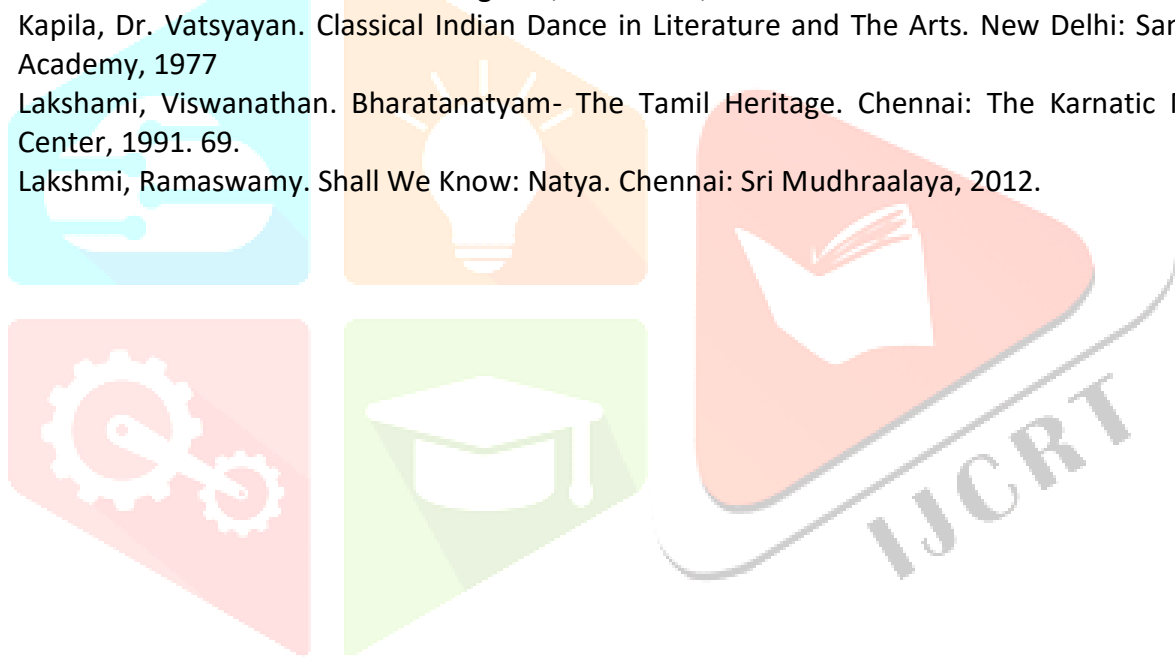 Kapila, Dr. Vatsyayan. Classical Indian Dance in Literature and The Arts. New Delhi:
Academy, 1977
Lakshami, Viswanathan. Bharatanatyam- The Tamil Heritage. Chennai: The Karnatic
Center, 1991. 69.
Lakshmi, Ramaswamy. Shall We Know: Natya. Chennai: Sri Mudhraalaya, 2012.
IJCRT